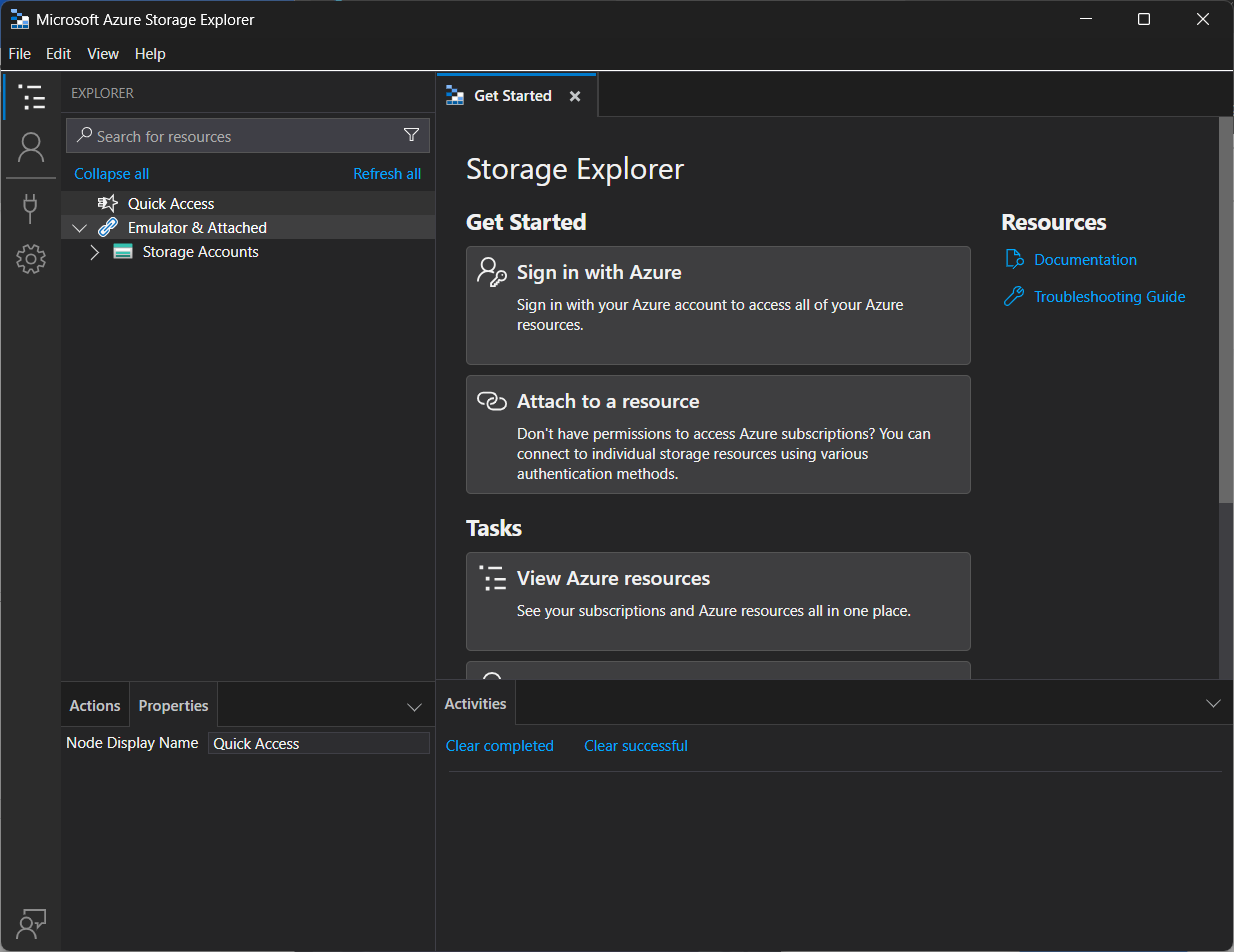 Microsoft Azure Storage Explorer
File Edit View Help
EXPLORER
Search for resources
Collapse all Refresh all
Quick Access
Emulator & Attached
Storage Accounts
Actions Properties
Node Display Name Quick Access
Get Started
Storage Explorer
Get Started
Sign in with Azure
Sign in with your Azure account to access all of your Azure
resources.
Attach to a resource
Don't have permissions to access Azure subscriptions? You can
connect to individual storage resources using various
authentication methods.
Tasks
View Azure resources
See your subscriptions and Azure resources all in one place.
Resources
Documentation
Troubleshooting Guide
Activities
Clear completed Clear successful